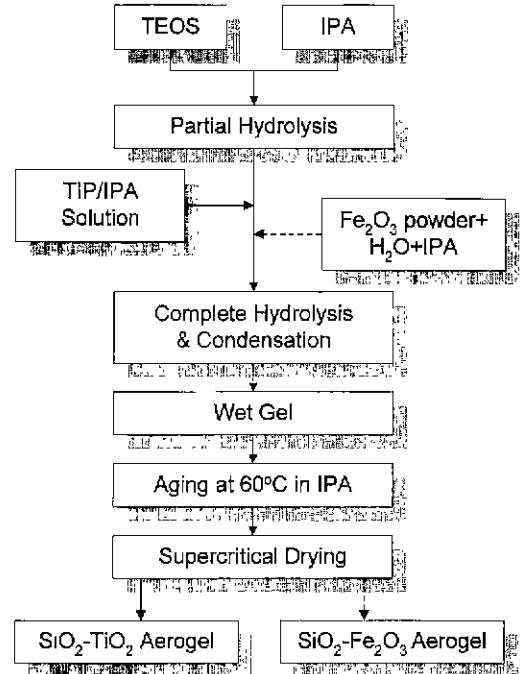 TEOS
IPA
Partial Hydrolysis
TIP/IPA
Solution
Fe₂O₃ powder+
H₂O+IPA
Complete Hydrolysis
& Condensation
Wet Gel
Aging at 60ºC in IPA
Supercritical Drying
SiO₂-TiO₂ Aerogel
SiO₂-Fe₂O₃ Aerogel